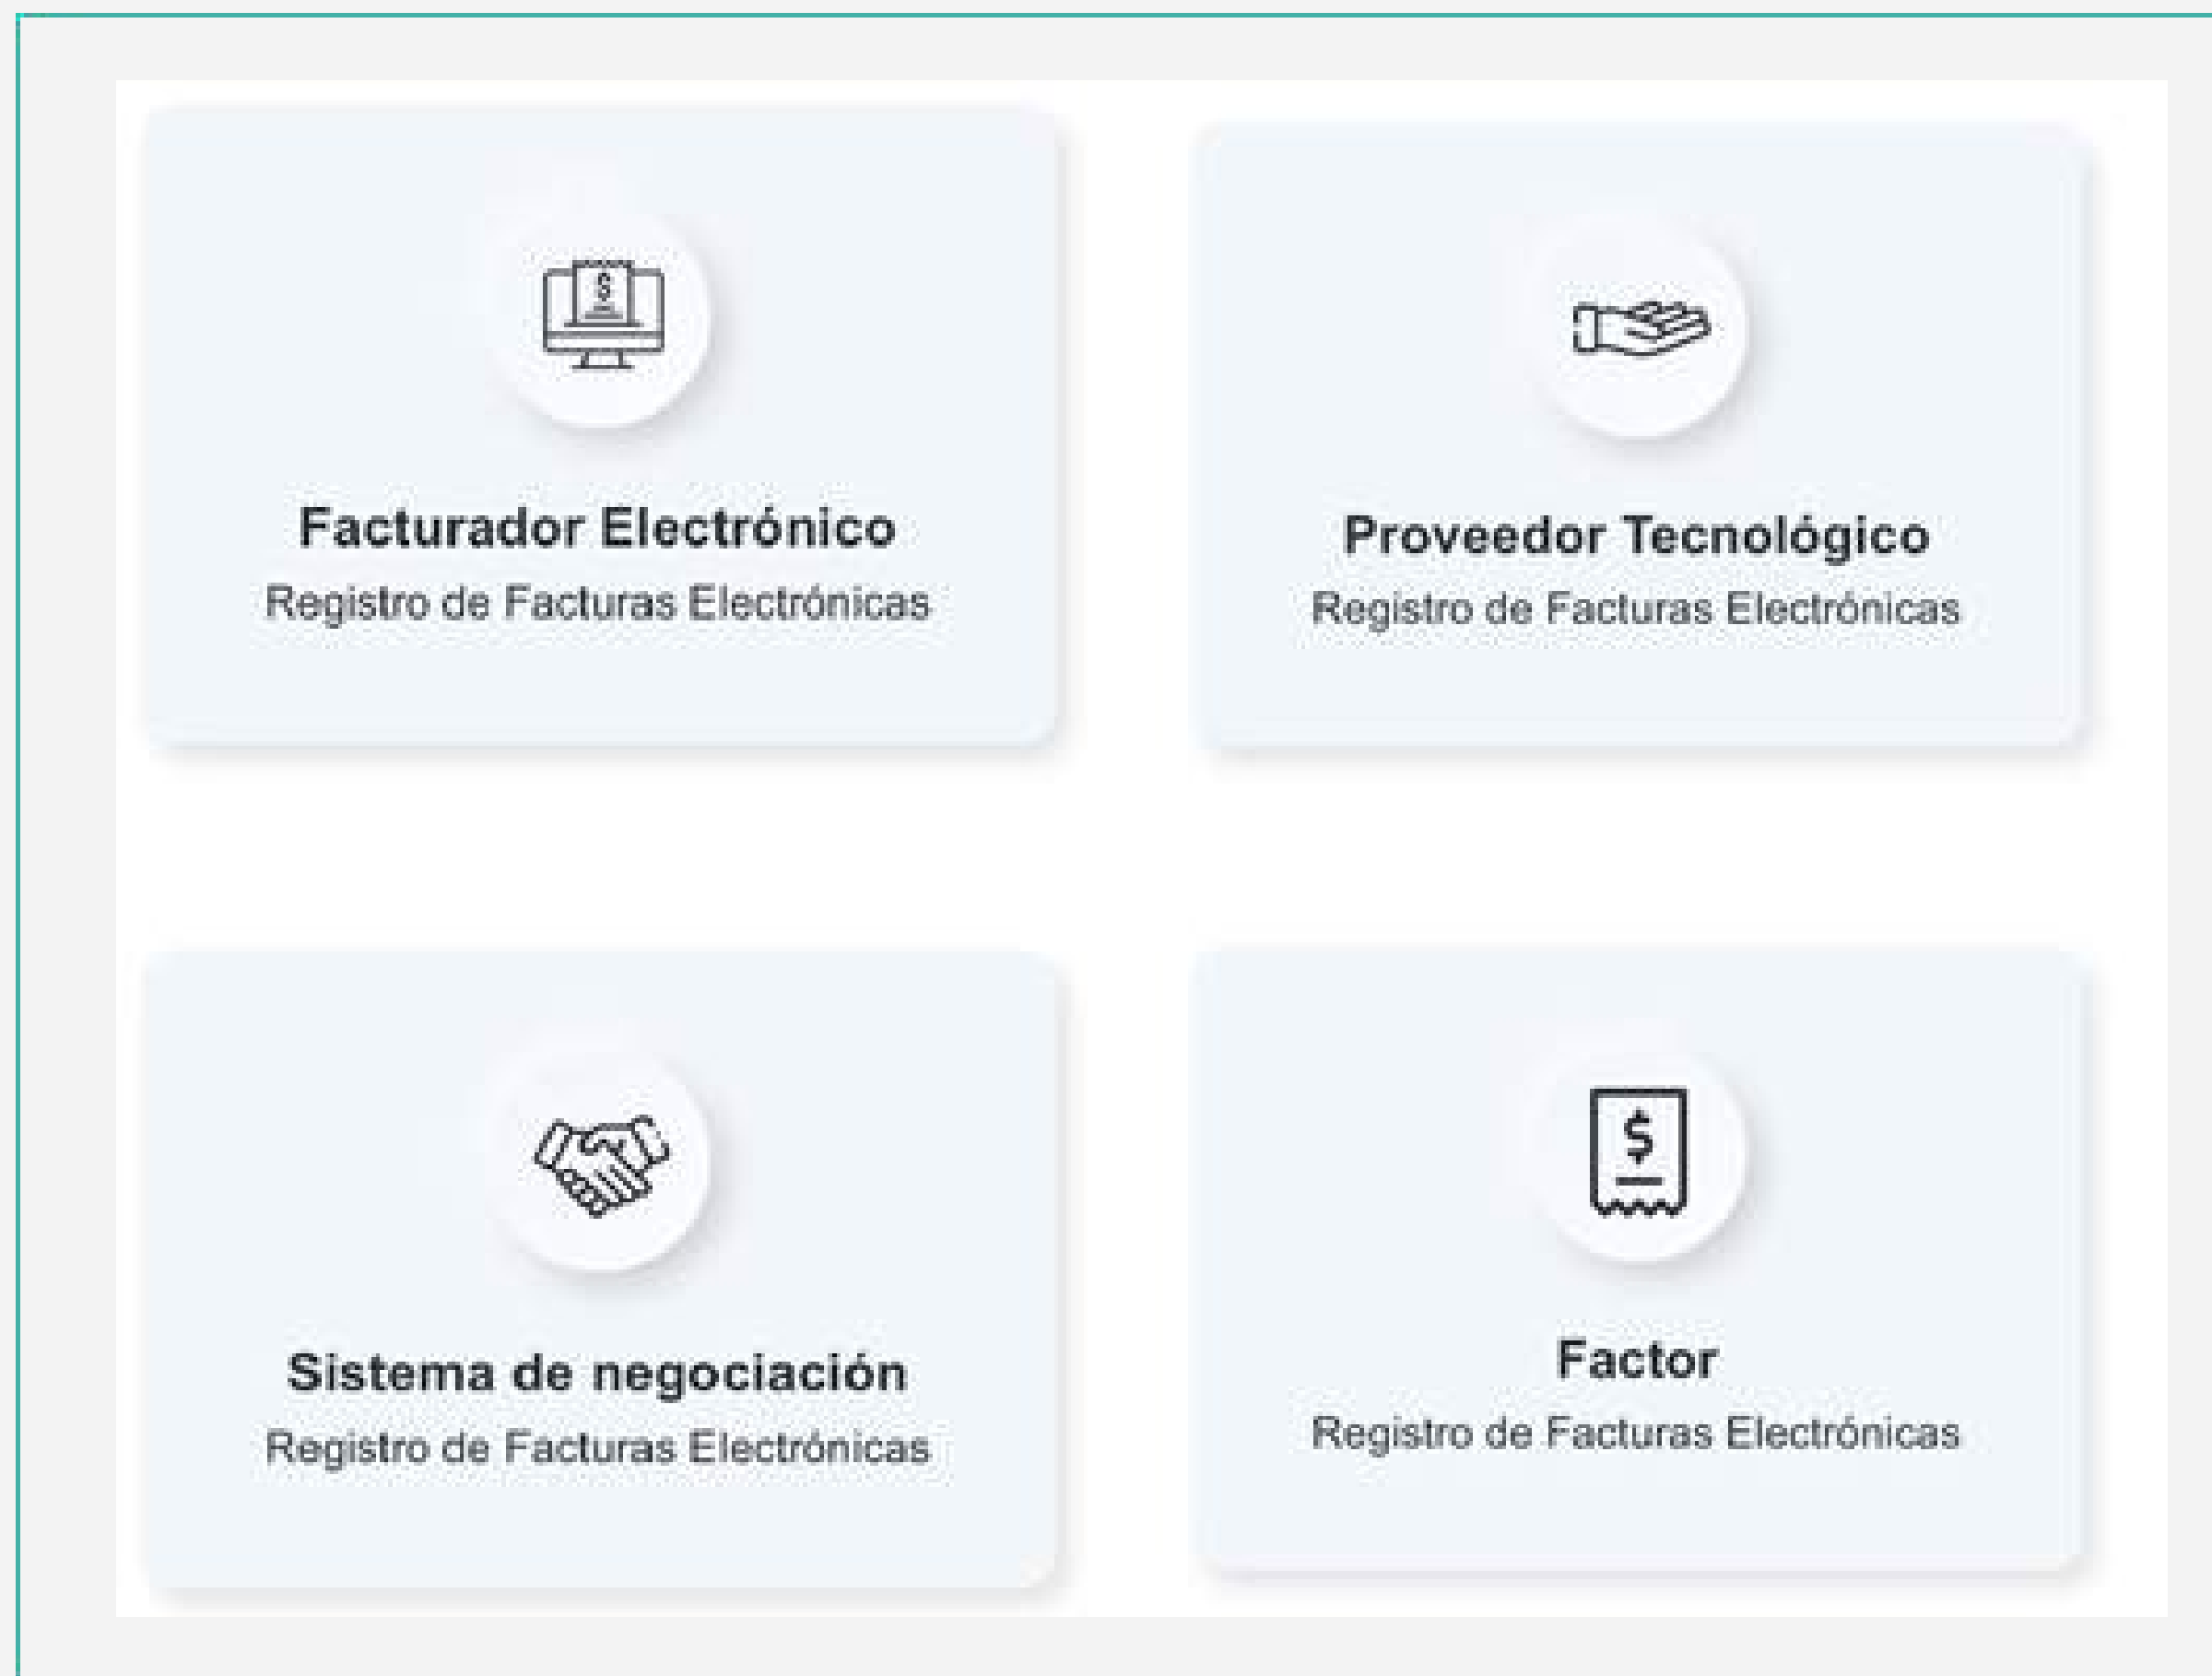 Facturador Electrónico
Registro de Facturas Electrónicas
Proveedor Tecnológico
Registro de Facturas Electrónicas
Sistema de negociación
Registro de Facturas Electrónicas
$
Factor
Registro de Facturas Electrónicas